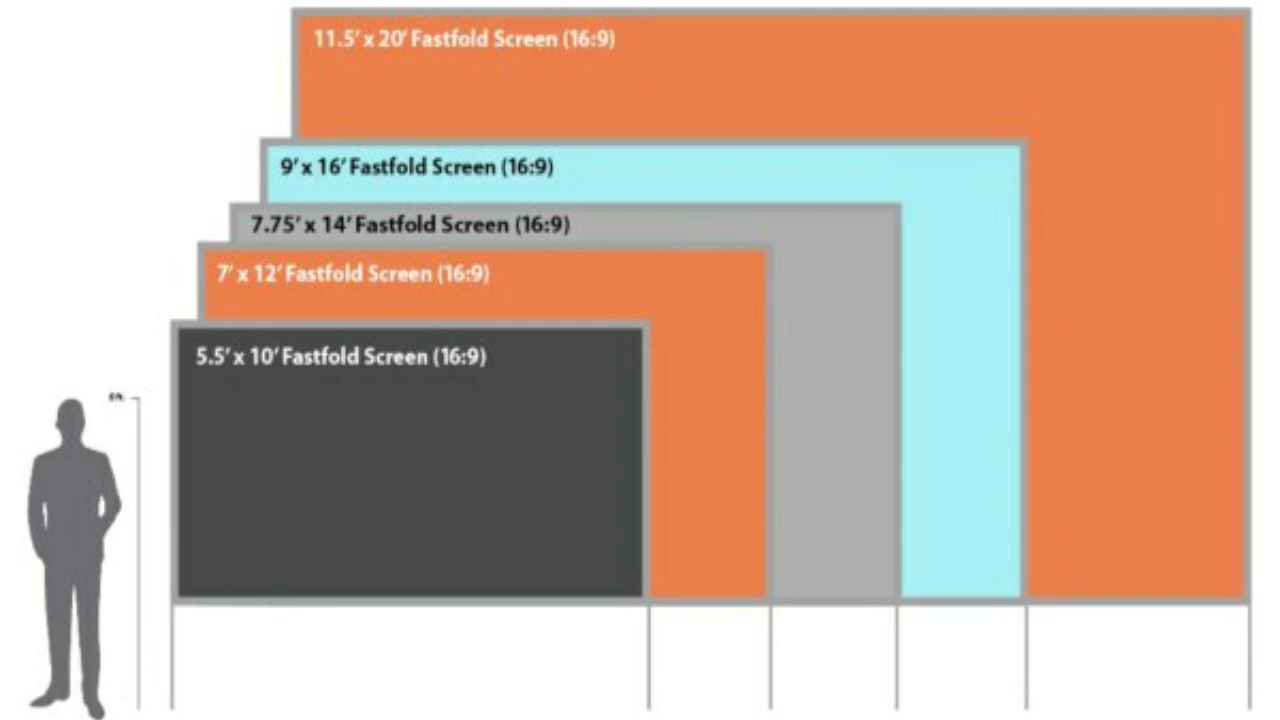 11.5’ x 20’ Fastfold Screen (16:9)
9’ x 16’ Fastfold Screen (16:9)
7.75’ x 14’ Fastfold Screen (16:9)
7’ x 12’ Fastfold Screen (16:9)
5.5’ x 10’ Fastfold Screen (16:9)